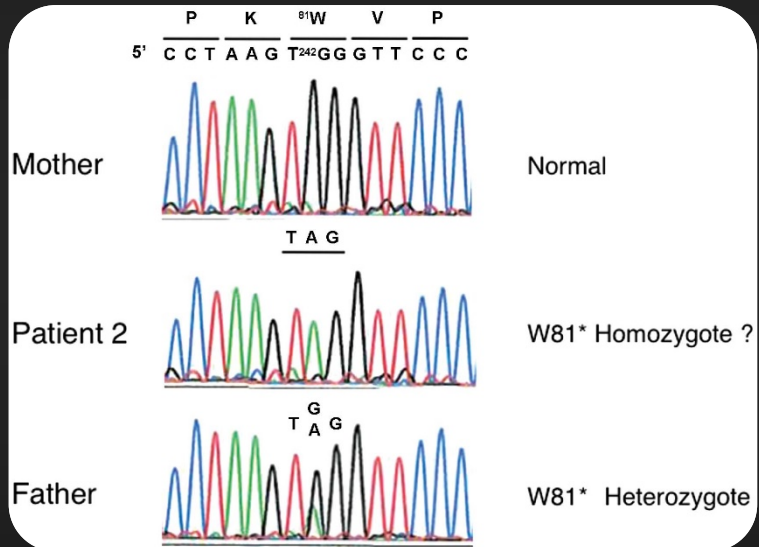 P K ⁸¹W V P
5' C C T A A G T²⁴²G G G T T C C C
Mother Normal
T A G
Patient 2 W81* Homozygote ?
G
T A G
Father W81* Heterozygote